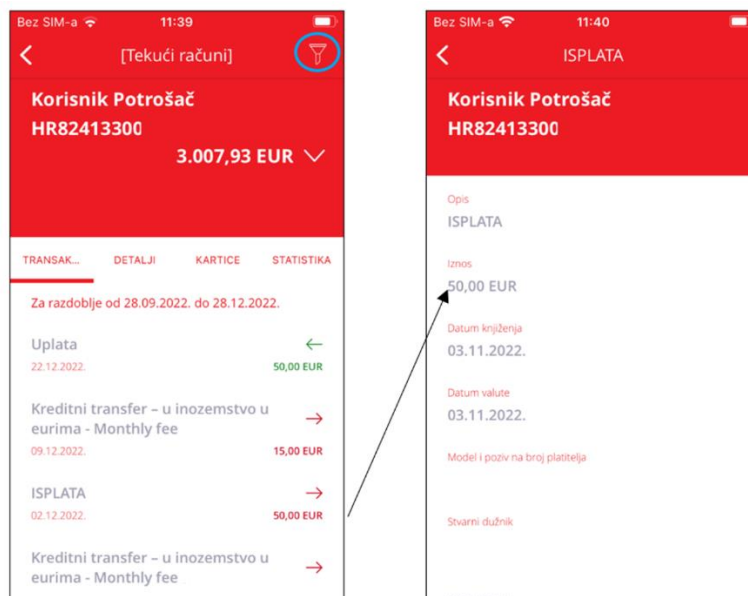 Bez SIM-a 11:39
[Tekući računi]
Korisnik Potrošač
HR82413300
3.007,93 EUR
TRANSAK... DETALJI KARTICE STATISTIKA
Za razdoblje od 28.09.2022. do 28.12.2022.
Uplata
22.12.2022. 50,00 EUR
Kreditni transfer – u inozemstvo u
eurima - Monthly fee
09.12.2022. 15,00 EUR
ISPLATA
02.12.2022. 50,00 EUR
Kreditni transfer – u inozemstvo u
eurima - Monthly fee
Bez SIM-a 11:40
ISPLATA
Korisnik Potrošač
HR82413300
Opis
ISPLATA
Iznos
50,00 EUR
Datum knjiženja
03.11.2022.
Datum valute
03.11.2022.
Model i poziv na broj platitelja
Stvarni dužnik